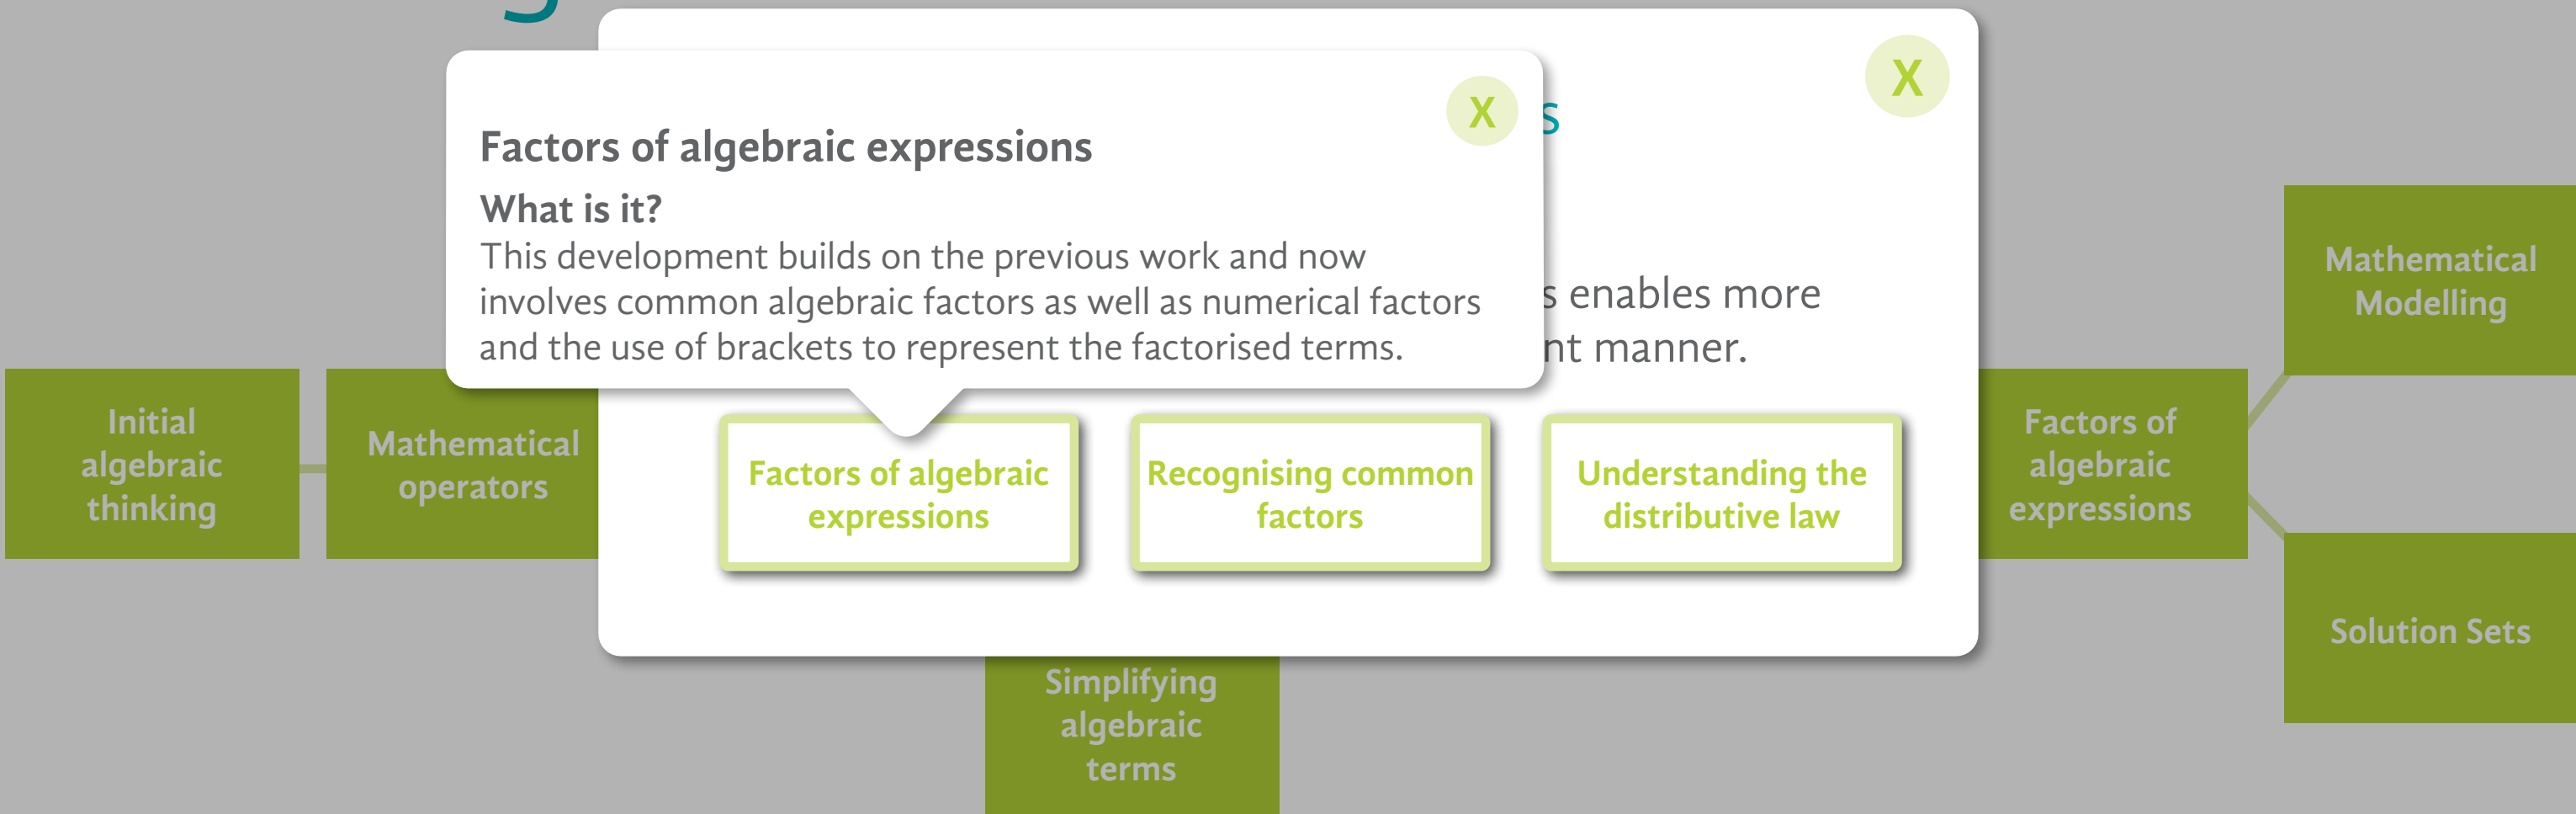 X
X
s
Factors of algebraic expressions
What is it?
This development builds on the previous work and now
involves common algebraic factors as well as numerical factors
and the use of brackets to represent the factorised terms.
s enables more
nt manner.
Factors of algebraic
expressions
Recognising common
factors
Understanding the
distributive law
Initial
algebraic
thinking
Mathematical
operators
Simplifying
algebraic
terms
Factors of
algebraic
expressions
Mathematical
Modelling
Solution Sets